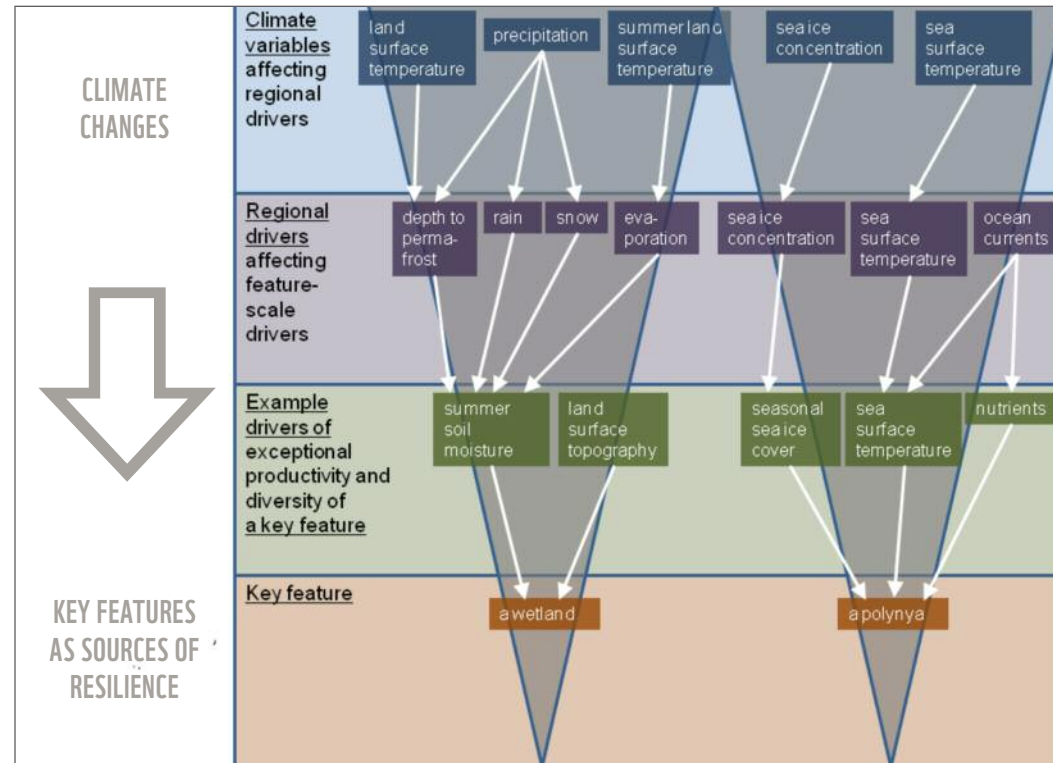 CLIMATE
CHANGES
Climate
variables
affecting
regional
drivers
land
surface
temperature
precipitation
summer land
surface
temperature
sea ice
concentration
sea
surface
temperature
Regional
drivers
affecting
feature-
scale
drivers
depth to
perma-
frost
rain
snow
eva-
poration
sea ice
concentration
sea
surface
temperature
ocean
currents
Example
drivers of
exceptional
productivity and
diversity of
a key feature
summer
soil
moisture
land
surface
topography
seasonal
sea ice
cover
sea
surface
temperature
nutrients
KEY FEATURES
AS SOURCES OF
RESILIENCE
Key feature
a wetland
a polynya